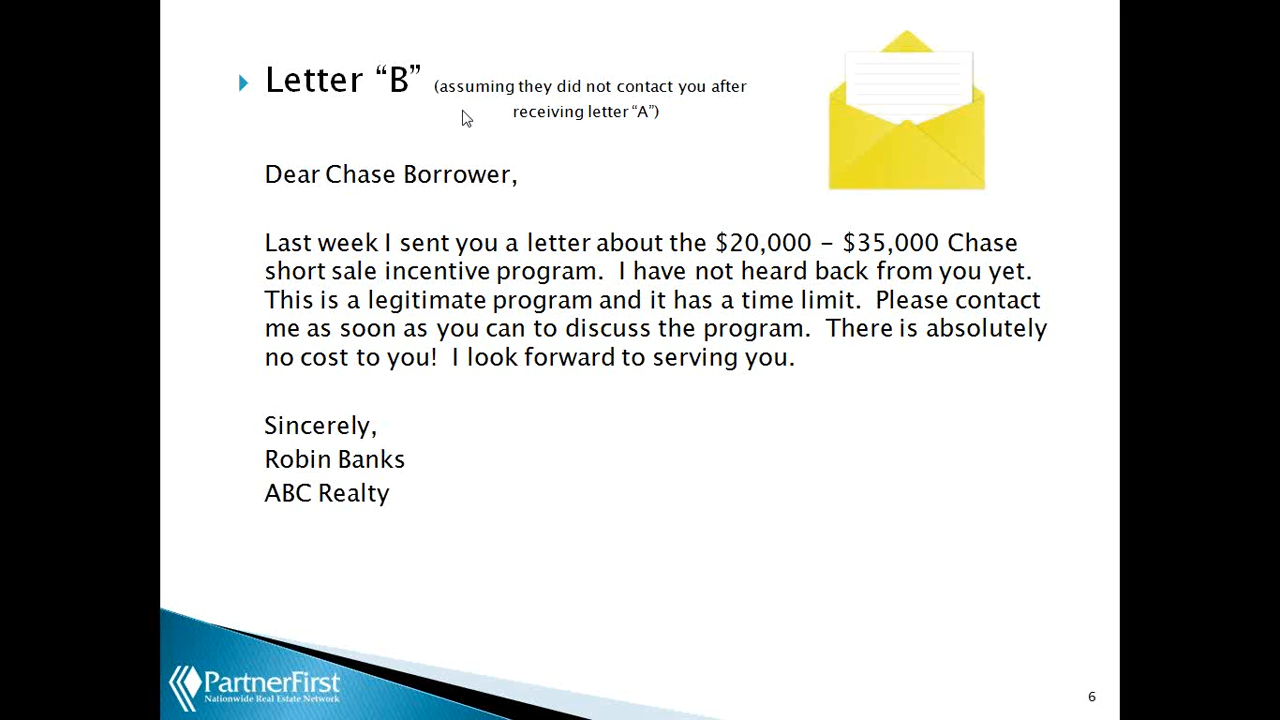 Letter “B” (assuming they did not contact you after
receiving letter “A”)
Dear Chase Borrower,
Last week I sent you a letter about the $20,000 – $35,000 Chase
short sale incentive program.  I have not heard back from you yet.
This is a legitimate program and it has a time limit.  Please contact
me as soon as you can to discuss the program.  There is absolutely
no cost to you!  I look forward to serving you.
Sincerely,
Robin Banks
ABC Realty
PartnerFirst
Nationwide Real Estate Network
6